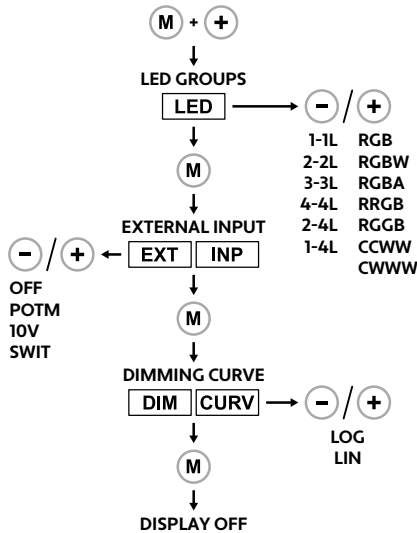 M + +
LED GROUPS
LED
− / +
1-1L RGB
2-2L RGBW
3-3L RGBA
4-4L RRGB
2-4L RGGB
1-4L CCWW
CWWW
M
EXTERNAL INPUT
− / +
EXT INP
OFF
POTM
10V
SWIT
M
DIMMING CURVE
DIM CURV
− / +
LOG
LIN
M
DISPLAY OFF